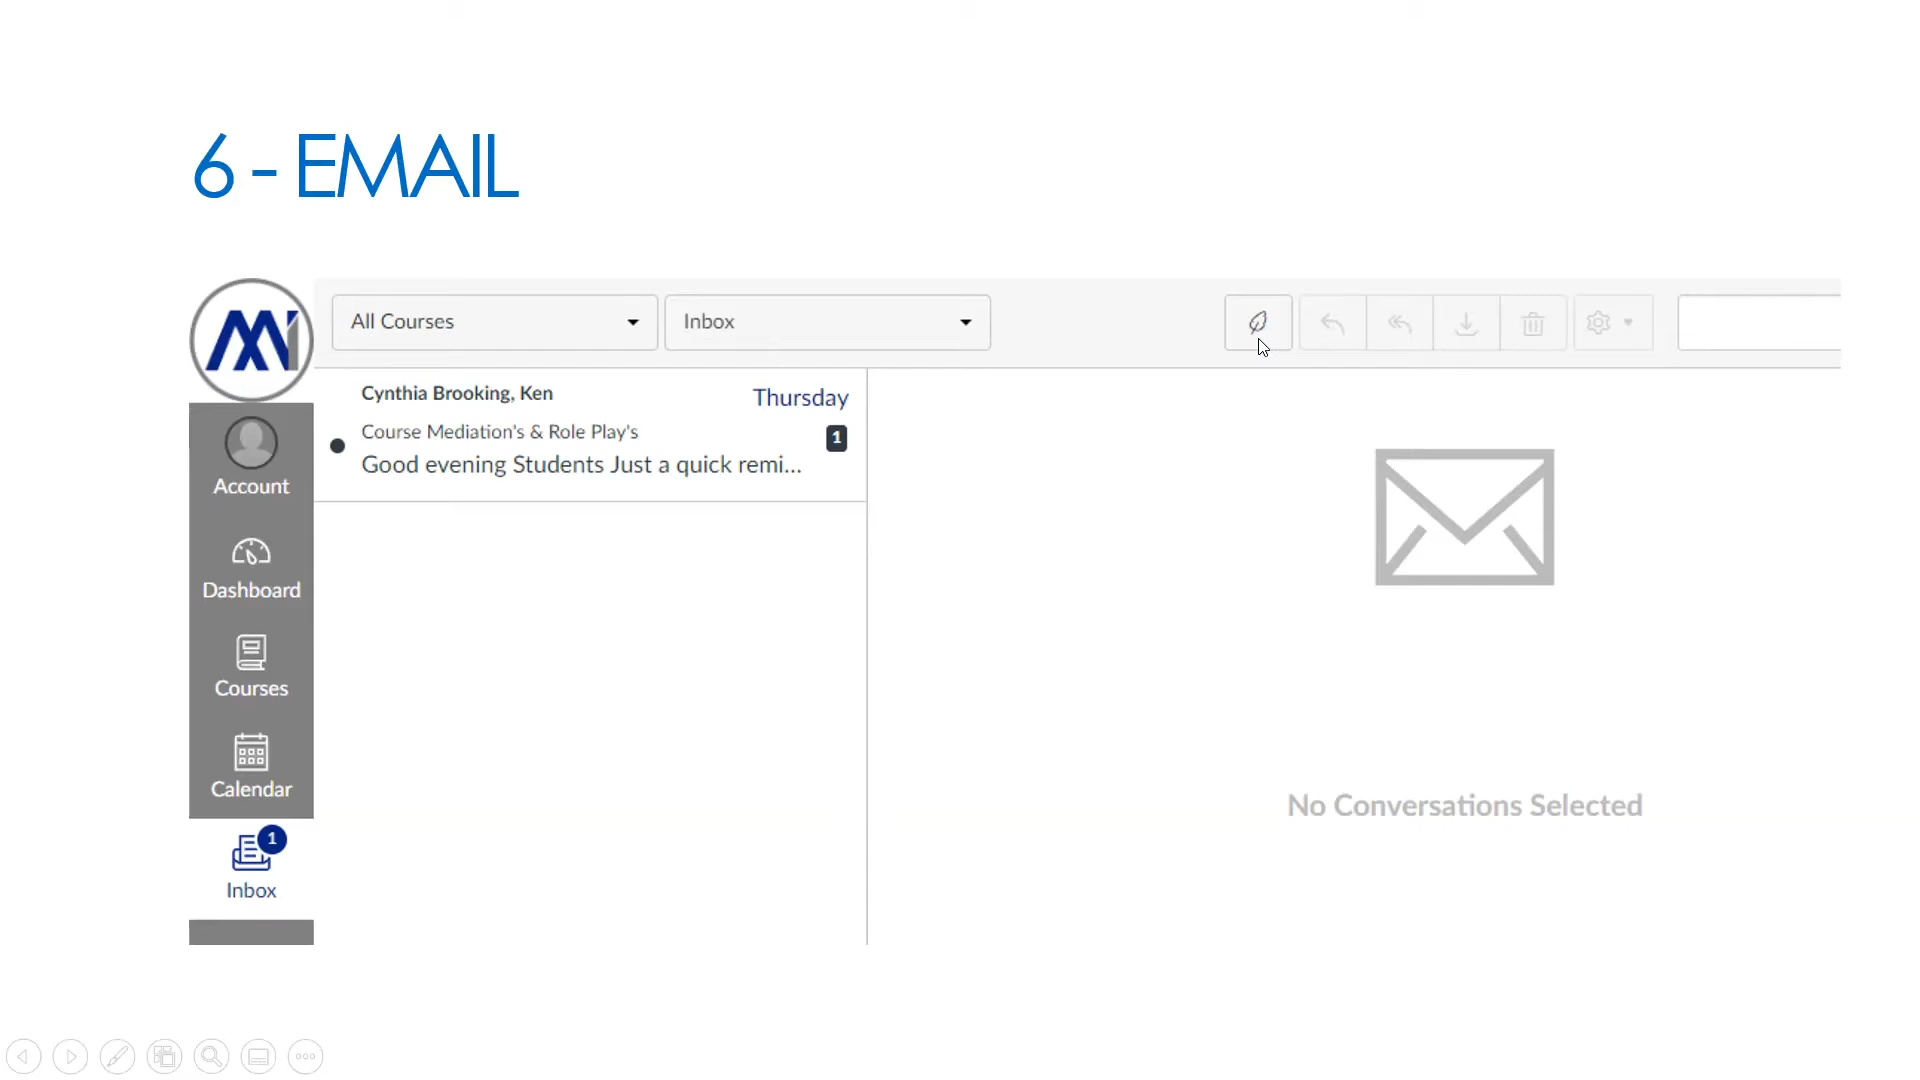 6 - EMAIL
All Courses
Inbox
Cynthia Brooking, Ken
Thursday
Course Mediation's & Role Play's
1
Good evening Students Just a quick remi...
Account
Dashboard
Courses
Calendar
1
Inbox
No Conversations Selected